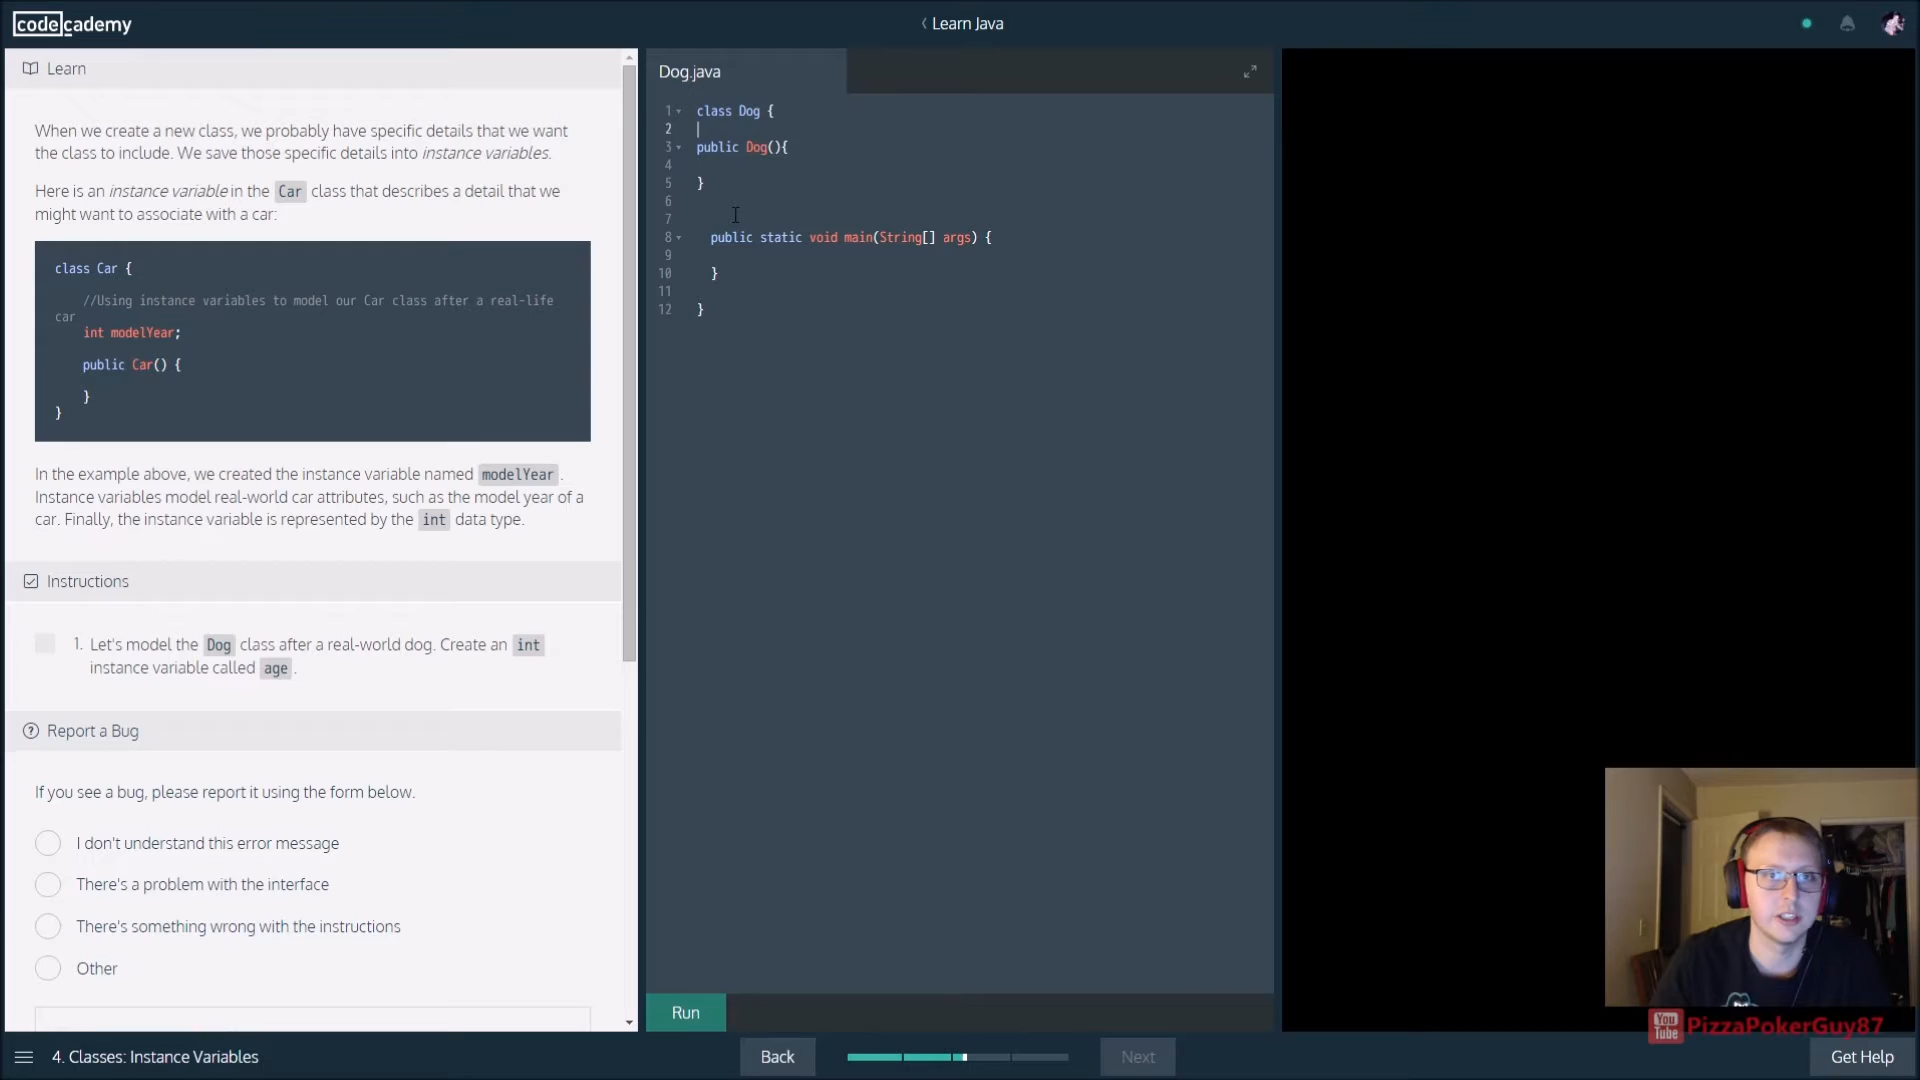 codecademy
Learn Java
Learn
When we create a new class, we probably have specific details that we want
the class to include. We save those specific details into instance variables.
Here is an instance variable in the Car class that describes a detail that we
might want to associate with a car:
class Car {
//Using instance variables to model our Car class after a real-life
car
int modelYear;
public Car() {
}
}
In the example above, we created the instance variable named modelYear .
Instance variables model real-world car attributes, such as the model year of a
car. Finally, the instance variable is represented by the int data type.
Instructions
1. Let's model the Dog class after a real-world dog. Create an int
instance variable called age .
Report a Bug
If you see a bug, please report it using the form below.
I don't understand this error message
There's a problem with the interface
There's something wrong with the instructions
Other
Dog.java
1 class Dog {
2
3 public Dog(){
4
5 }
6
7
8 public static void main(String[] args) {
9
10 }
11
12 }
Run
4. Classes: Instance Variables
Back
Next
Get Help
You Tube PizzaPokerGuy87